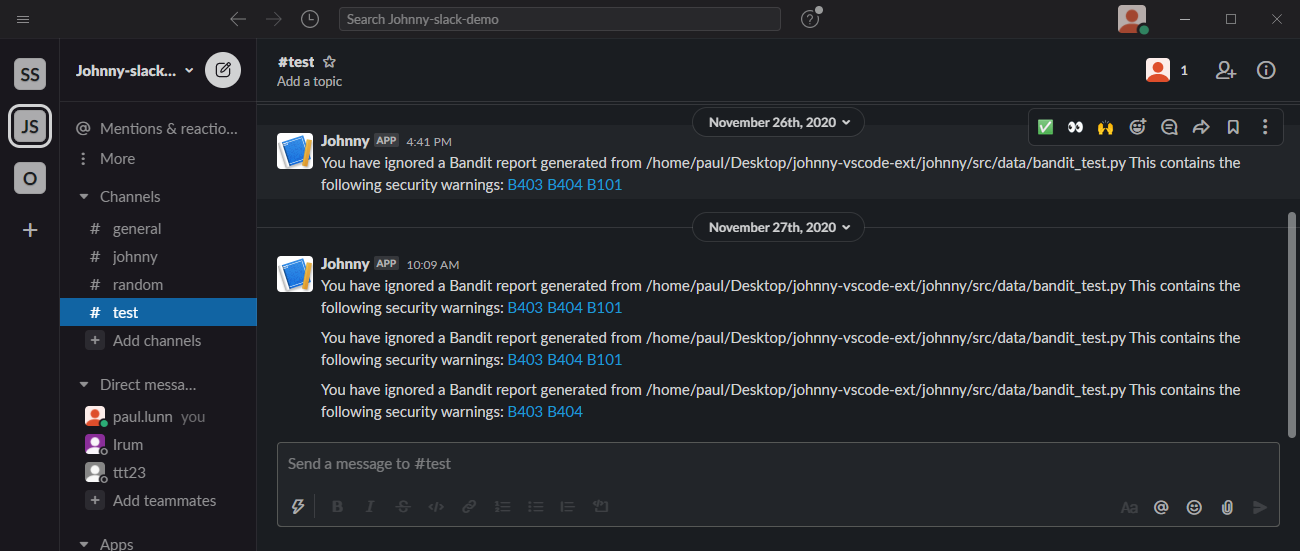 Search Johnny-slack-demo
SS
JS
O
Johnny-slack...
Mentions & reactio...
More
Channels
# general
# johnny
# random
# test
Add channels
Direct messa...
paul.lunn you
Irum
ttt23
Add teammates
Apps
#test
Add a topic
1
November 26th, 2020
Johnny APP 4:41 PM
You have ignored a Bandit report generated from /home/paul/Desktop/johnny-vscode-ext/johnny/src/data/bandit_test.py This contains the
following security warnings: B403 B404 B101
November 27th, 2020
Johnny APP 10:09 AM
You have ignored a Bandit report generated from /home/paul/Desktop/johnny-vscode-ext/johnny/src/data/bandit_test.py This contains the
following security warnings: B403 B404 B101
You have ignored a Bandit report generated from /home/paul/Desktop/johnny-vscode-ext/johnny/src/data/bandit_test.py This contains the
following security warnings: B403 B404 B101
You have ignored a Bandit report generated from /home/paul/Desktop/johnny-vscode-ext/johnny/src/data/bandit_test.py This contains the
following security warnings: B403 B404
Send a message to #test
B I S Aa @